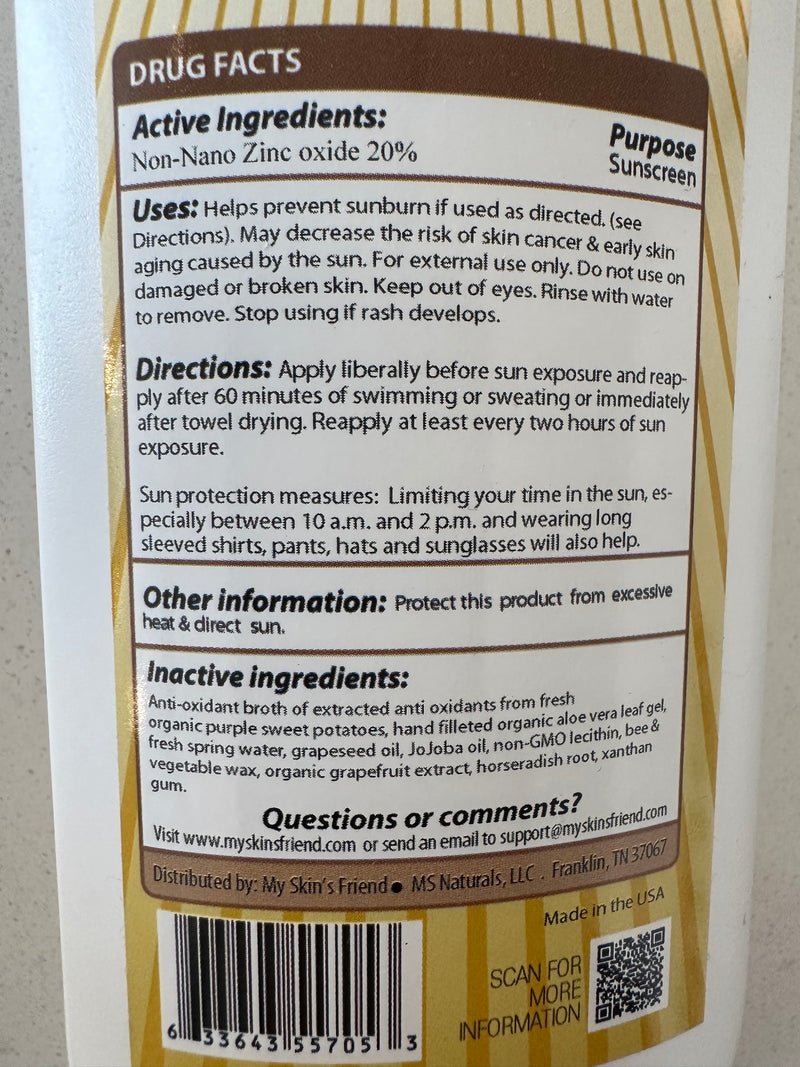 DRUG FACTS
Active Ingredients:
Purpose
Non-Nano Zinc oxide 20%
Sunscreen
Uses: Helps prevent sunburn if used as directed. (see
Directions). May decrease the risk of skin cancer & early skin
aging caused by the sun. For external use only. Do not use on
damaged or broken skin. Keep out of eyes. Rinse with water
to remove. Stop using if rash develops.
Directions: Apply liberally before sun exposure and reap-
ply after 60 minutes of swimming or sweating or immediately
after towel drying. Reapply at least every two hours of sun
exposure.
Sun protection measures: Limiting your time in the sun, es-
pecially between 10 a.m. and 2 p.m. and wearing long
sleeved shirts, pants, hats and sunglasses will also help.
Other information: Protect this product from excessive
heat & direct sun.
Inactive ingredients:
Anti-oxidant broth of extracted anti oxidants from fresh
organic purple sweet potatoes, hand filleted organic aloe vera leaf gel,
fresh spring water, grapeseed oil, JoJoba oil, non-GMO lecithin, bee &
vegetable wax, organic grapefruit extract, horseradish root, xanthan
gum.
Questions or comments?
Visit www.myskinsfriend.com or send an email to support@myskinsfriend.com
Distributed by: My Skin's Friend ● MS Naturals, LLC . Franklin, TN 37067
Made in the USA
SCAN FOR
MORE
INFORMATION
6 33643 55705 3